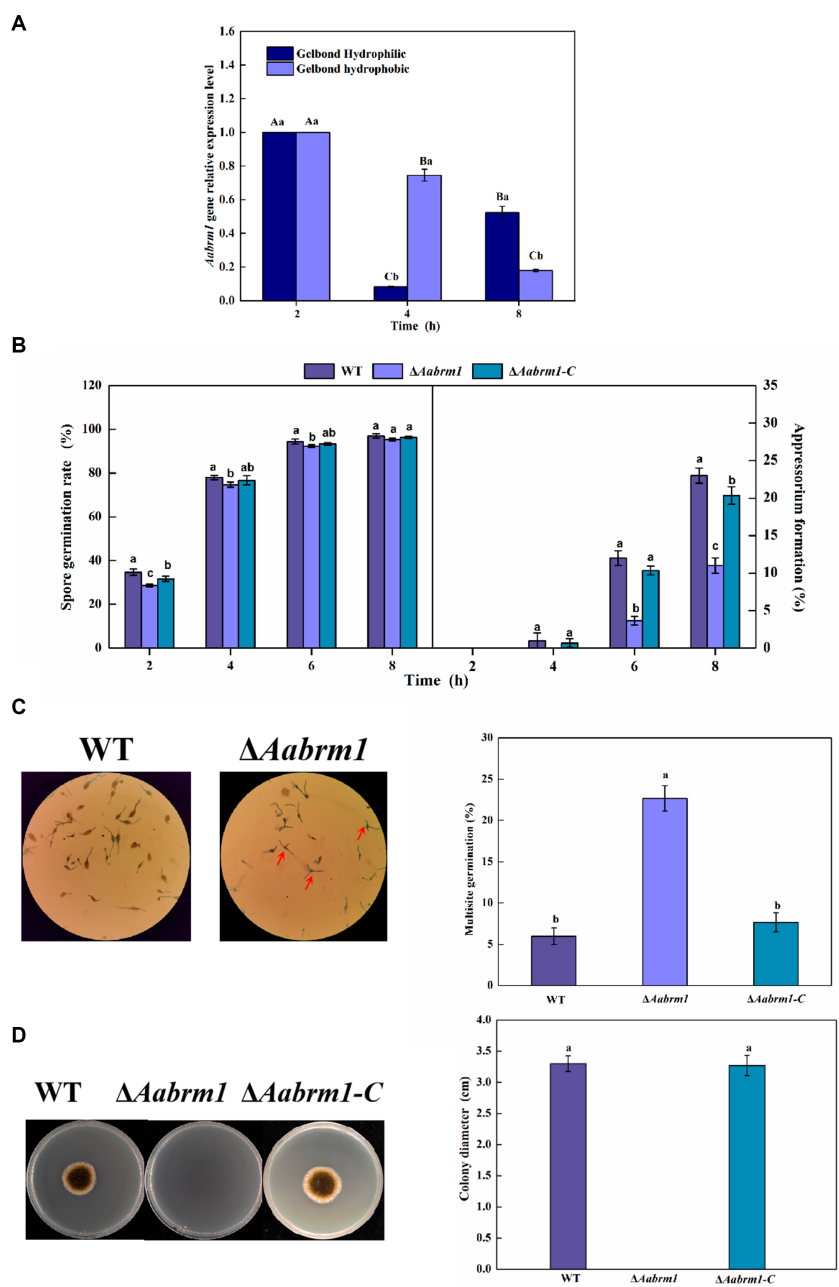 A
Aabrm1 gene relative expression level
1.6
1.4
1.2
1.0
0.8
0.6
0.4
0.2
0.0
Gelbond Hydrophilic
Gelbond hydrophobic
Aa Aa
Cb Ba
Ba Cb
2 4 8
Time (h)
B
WT ΔAabrm1 ΔAabrm1-C
Spore germination rate (%)
120
100
80
60
40
20
0
a c b
a b ab
a b ab
a a a
a a
a b a
a c b
35
30
25
20
15
10
5
0
Appressorium formation (%)
2 4 6 8 2 4 6 8
Time (h)
C
WT ΔAabrm1
Multisite germination (%)
30
25
20
15
10
5
0
b a b
WT ΔAabrm1 ΔAabrm1-C
D
WT ΔAabrm1 ΔAabrm1-C
Colony diameter (cm)
4.0
3.5
3.0
2.5
2.0
1.5
1.0
0.5
0.0
a a
WT ΔAabrm1 ΔAabrm1-C